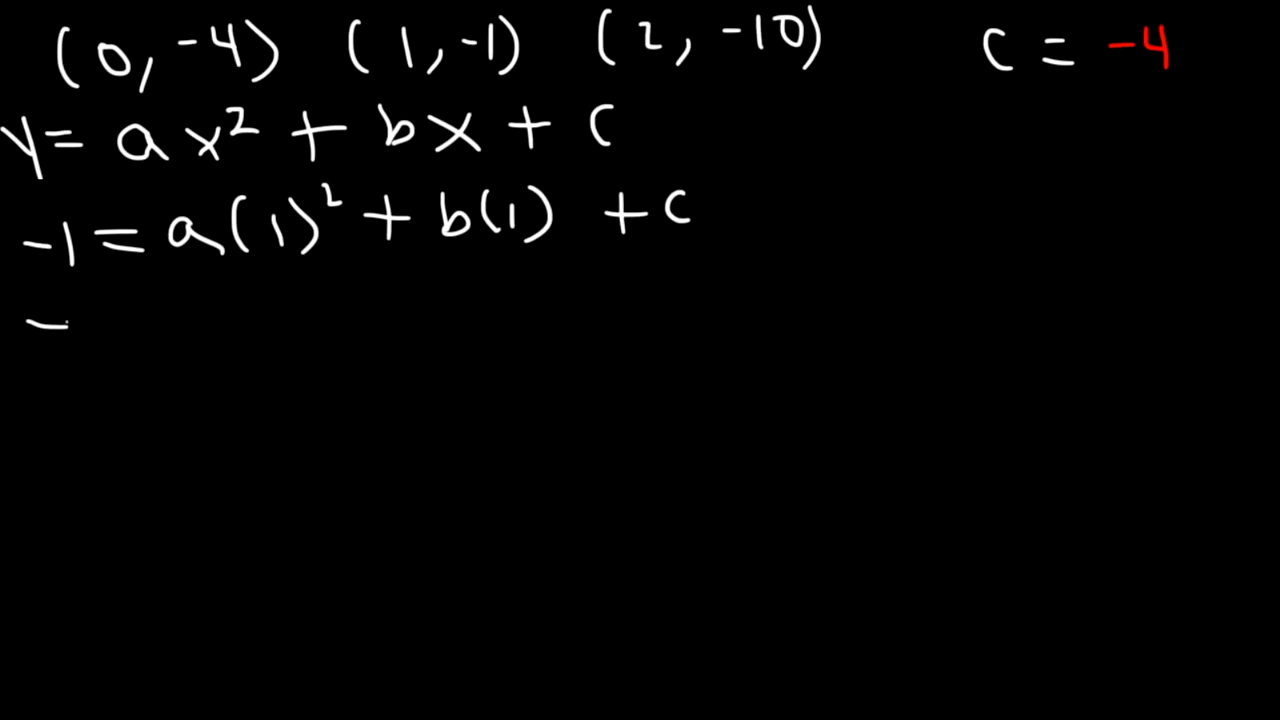 (0, -4) (1, -1) (2, -10) c = -4
y = ax² + bx + c
-1 = a(1)² + b(1) + c
-